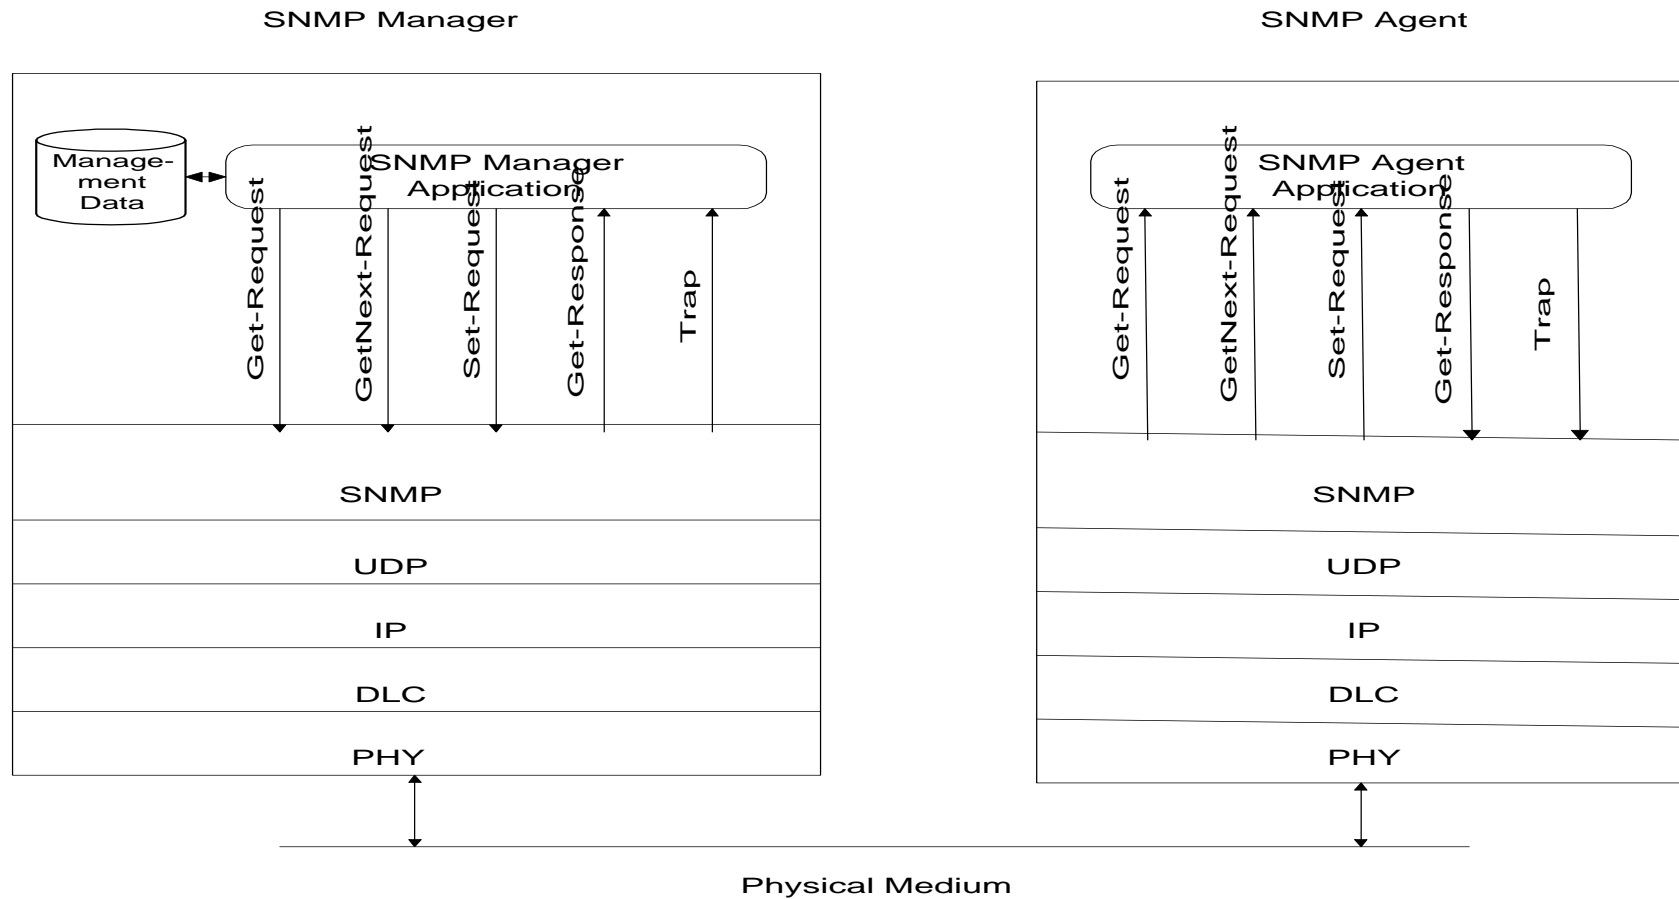 SNMP Manager
SNMP Agent
Manage-
ment
Data
SNMP Manager
Application
Get-Request
GetNext-Request
Set-Request
Get-Response
Trap
SNMP
UDP
IP
DLC
PHY
SNMP Agent
Application
Get-Request
GetNext-Request
Set-Request
Get-Response
Trap
SNMP
UDP
IP
DLC
PHY
Physical Medium